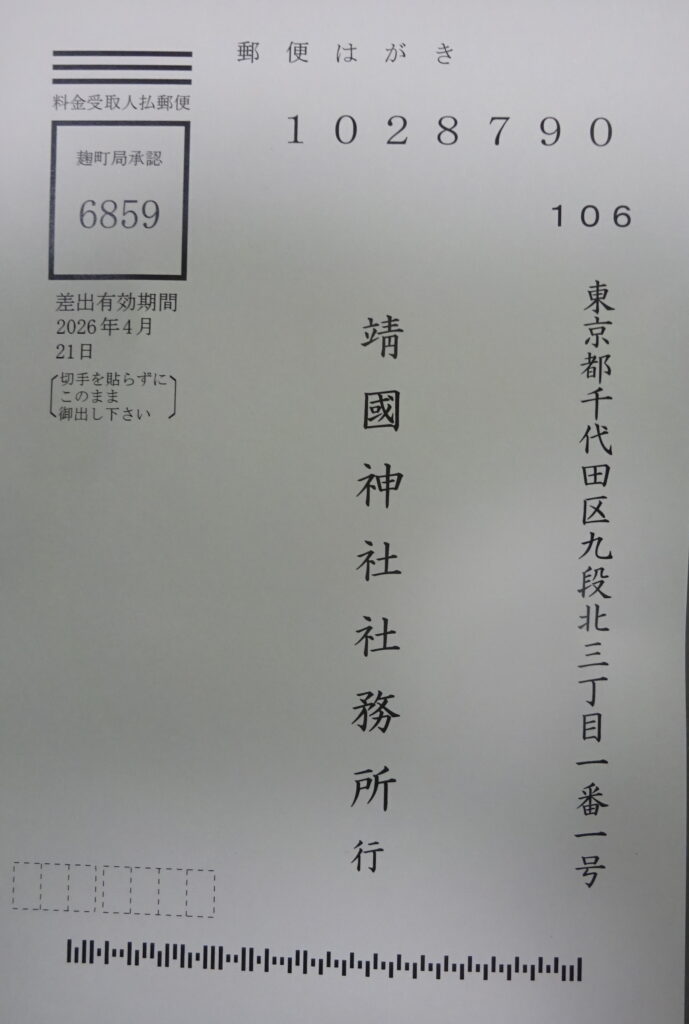 郵便はがき
料金受取人払郵便
麹町局承認
6859
差出有効期間
2026年4月
21日
切手を貼らずに
このまま
御出し下さい
1028790
106
東京都千代田区九段北三丁目一番一号
靖國神社社務所行